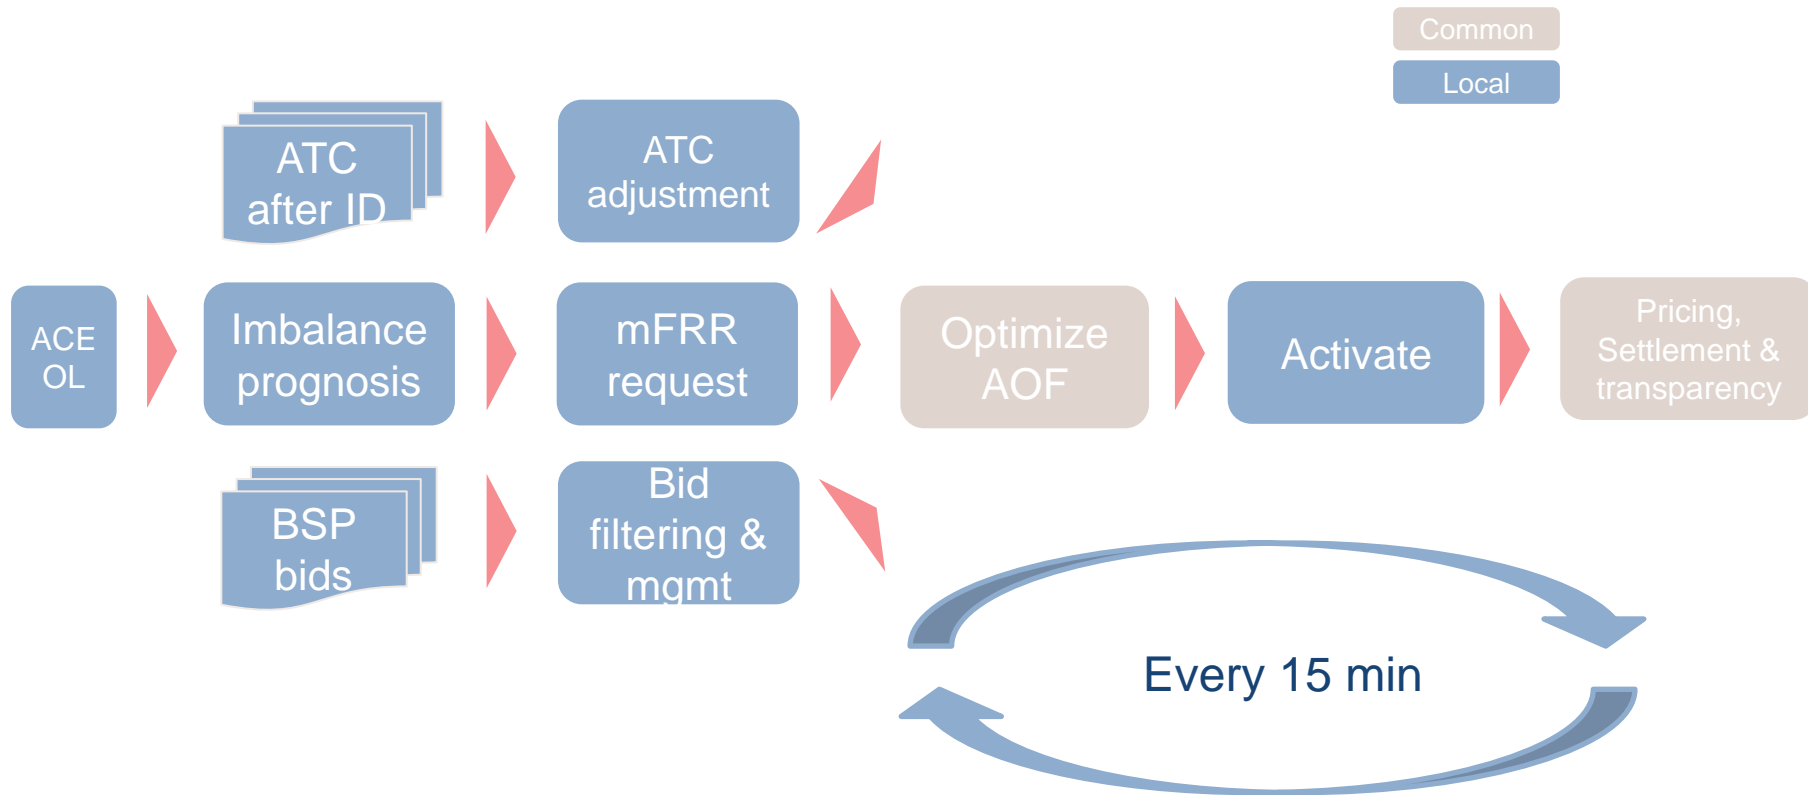 Common
Local
ATC
after ID
ATC
adjustment
ACE
OL
Imbalance
prognosis
mFRR
request
Optimize
AOF
Activate
Pricing,
Settlement &
transparency
BSP
bids
Bid
filtering &
mgmt
Every 15 min